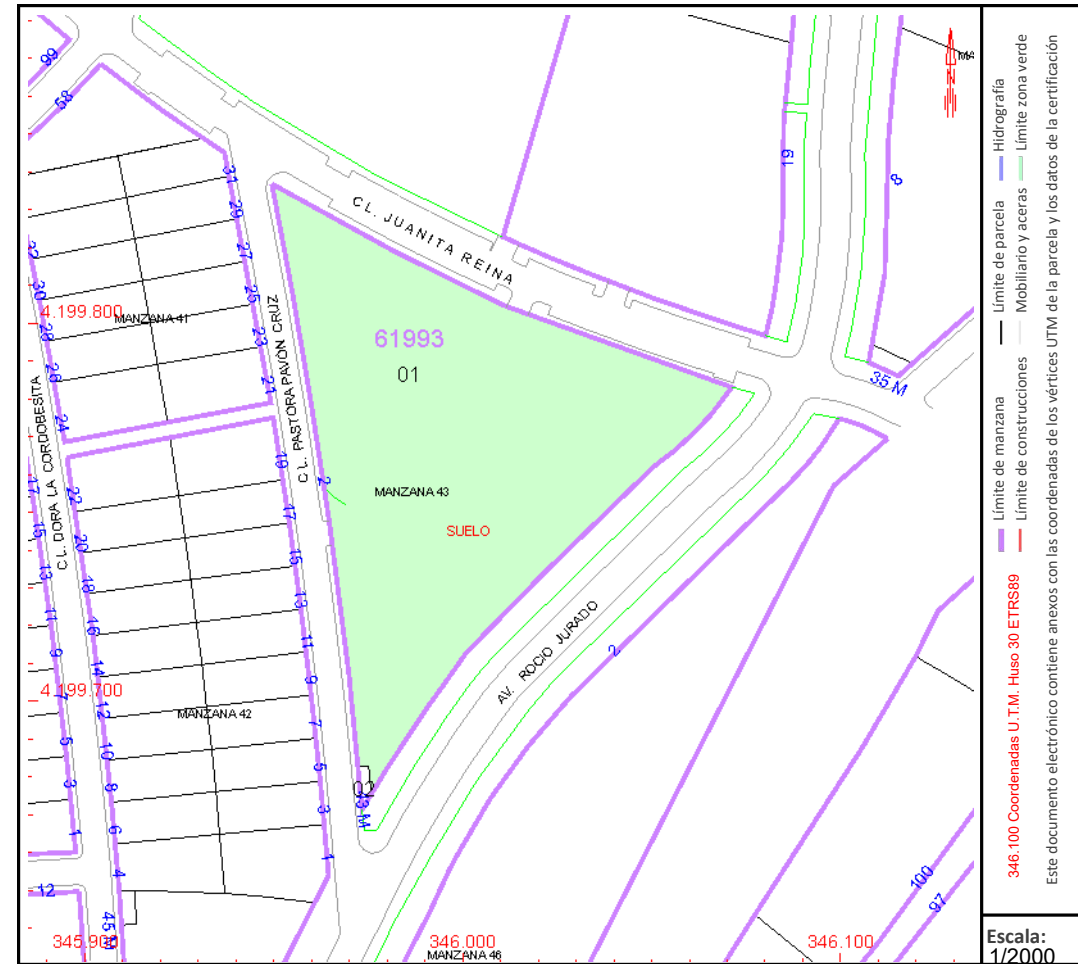 66
89
31
29
27
25
23
21
19
17
15
13
11
9
7
5
3
1
32
30
28
26
24
22
20
18
16
14
12
10
8
6
4
45 M
17
15
13
11
9
7
5
3
1
12
4.199.800
MANZANA 41
4.199.700
MANZANA 42
CL. DORA LA CORDOBESITA
CL. PASTORA PAVÓN CRUZ
CL. JUANITA REINA
61993
01
2
MANZANA 43
SUELO
43 M
AV. ROCIO JURADO
2
19
8
35 M
100
97
345.900
346.000
346.100
MANZANA 46
N
Hidrografía
Límite zona verde
Límite de parcela
Mobiliario y aceras
Límite de manzana
Límite de construcciones
346.100 Coordenadas U.T.M. Huso 30 ETRS89
Este documento electrónico contiene anexos con las coordenadas de los vértices UTM de la parcela y los datos de la certificación
Escala:
1/2000